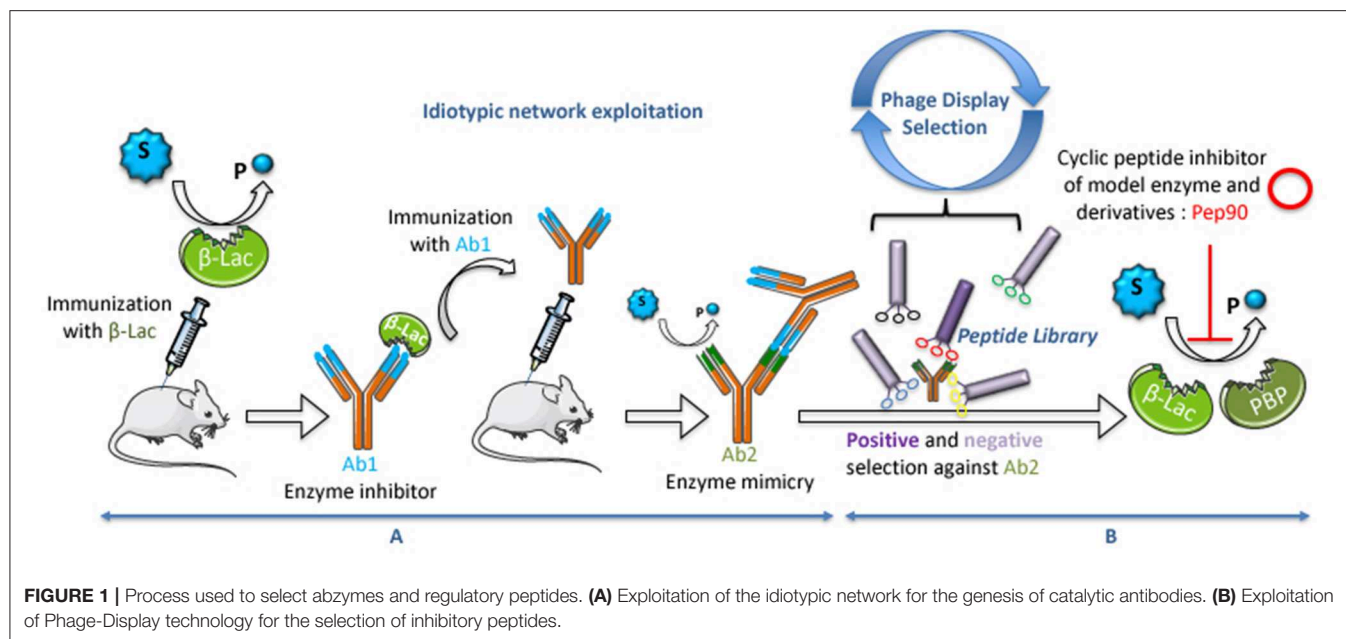 Idiotypic network exploitation
S
P
β-Lac
Immunization
with β-Lac
Immunization
with Ab1
β-Lac
Ab1
Enzyme inhibitor
S
P
Ab2
Enzyme mimicry
Phage Display
Selection
Peptide Library
Positive and negative
selection against Ab2
Cyclic peptide inhibitor
of model enzyme and
derivatives : Pep90
S
P
β-Lac
PBP
A
B
FIGURE 1 | Process used to select abzymes and regulatory peptides. (A) Exploitation of the idiotypic network for the genesis of catalytic antibodies. (B) Exploitation
of Phage-Display technology for the selection of inhibitory peptides.